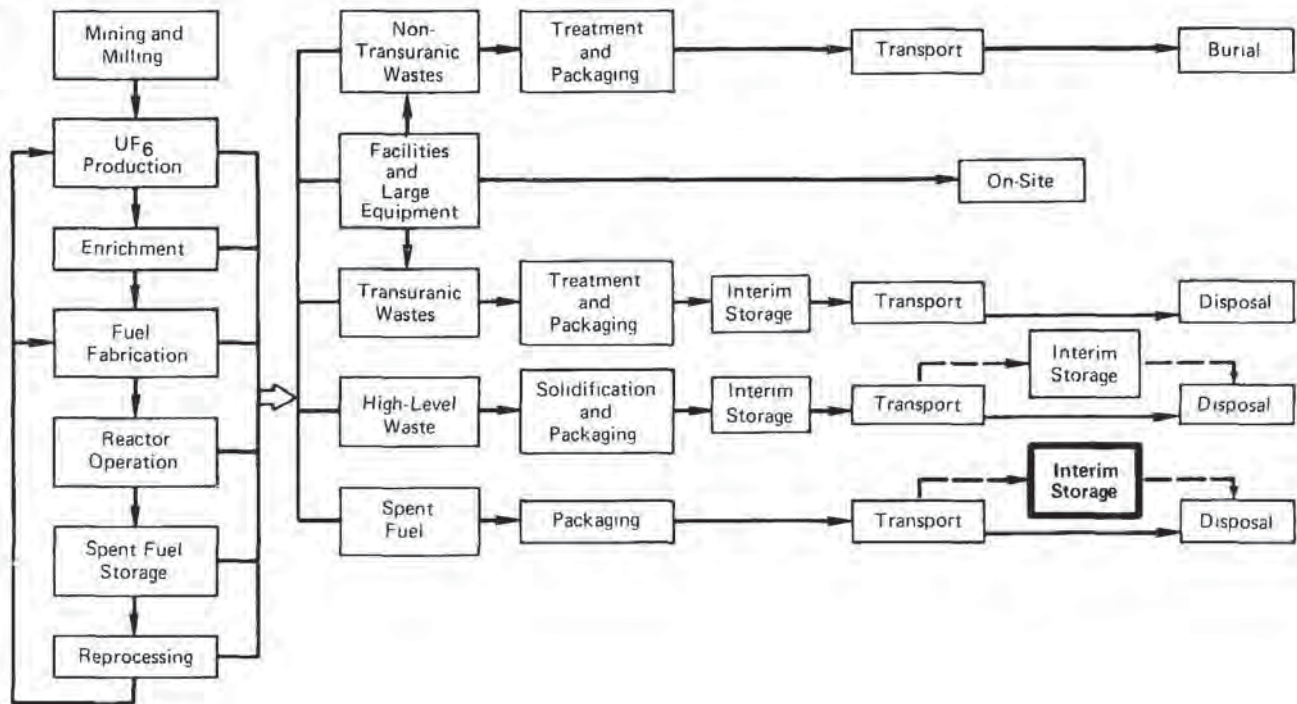 Mining and
Milling
UF6
Production
Enrichment
Fuel
Fabrication
Reactor
Operation
Spent Fuel
Storage
Reprocessing
Non-
Transuranic
Wastes
Treatment
and
Packaging
Transport
Burial
Facilities
and
Large
Equipment
On-Site
Transuranic
Wastes
Treatment
and
Packaging
Interim
Storage
Transport
Disposal
High-Level
Waste
Solidification
and
Packaging
Interim
Storage
Transport
Interim
Storage
Disposal
Spent
Fuel
Packaging
Transport
Interim
Storage
Disposal